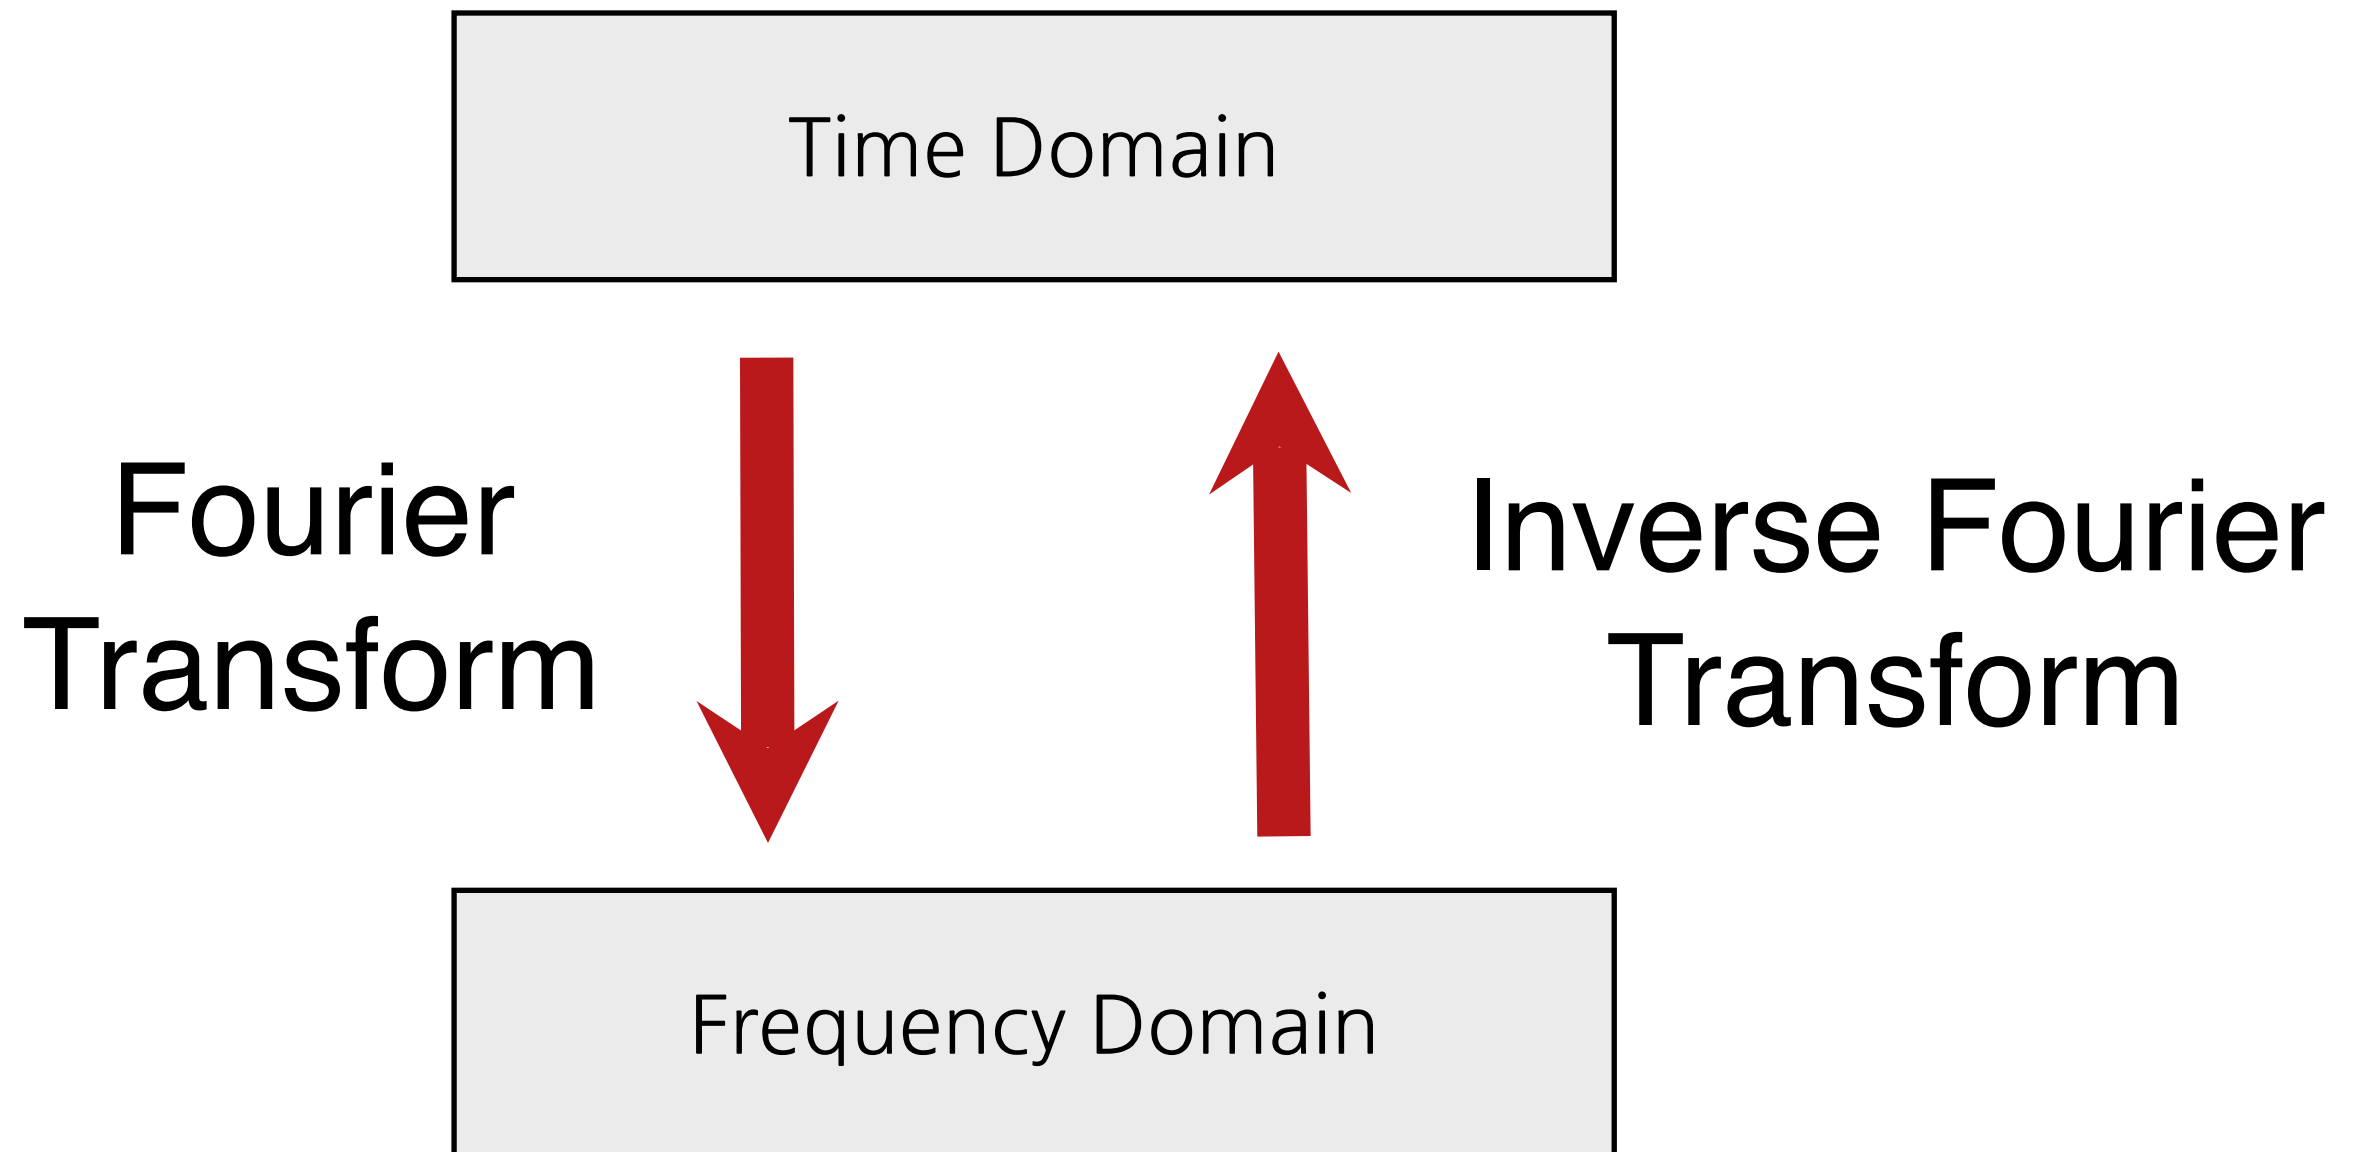 Time Domain
Fourier
Transform
Inverse Fourier
Transform
Frequency Domain